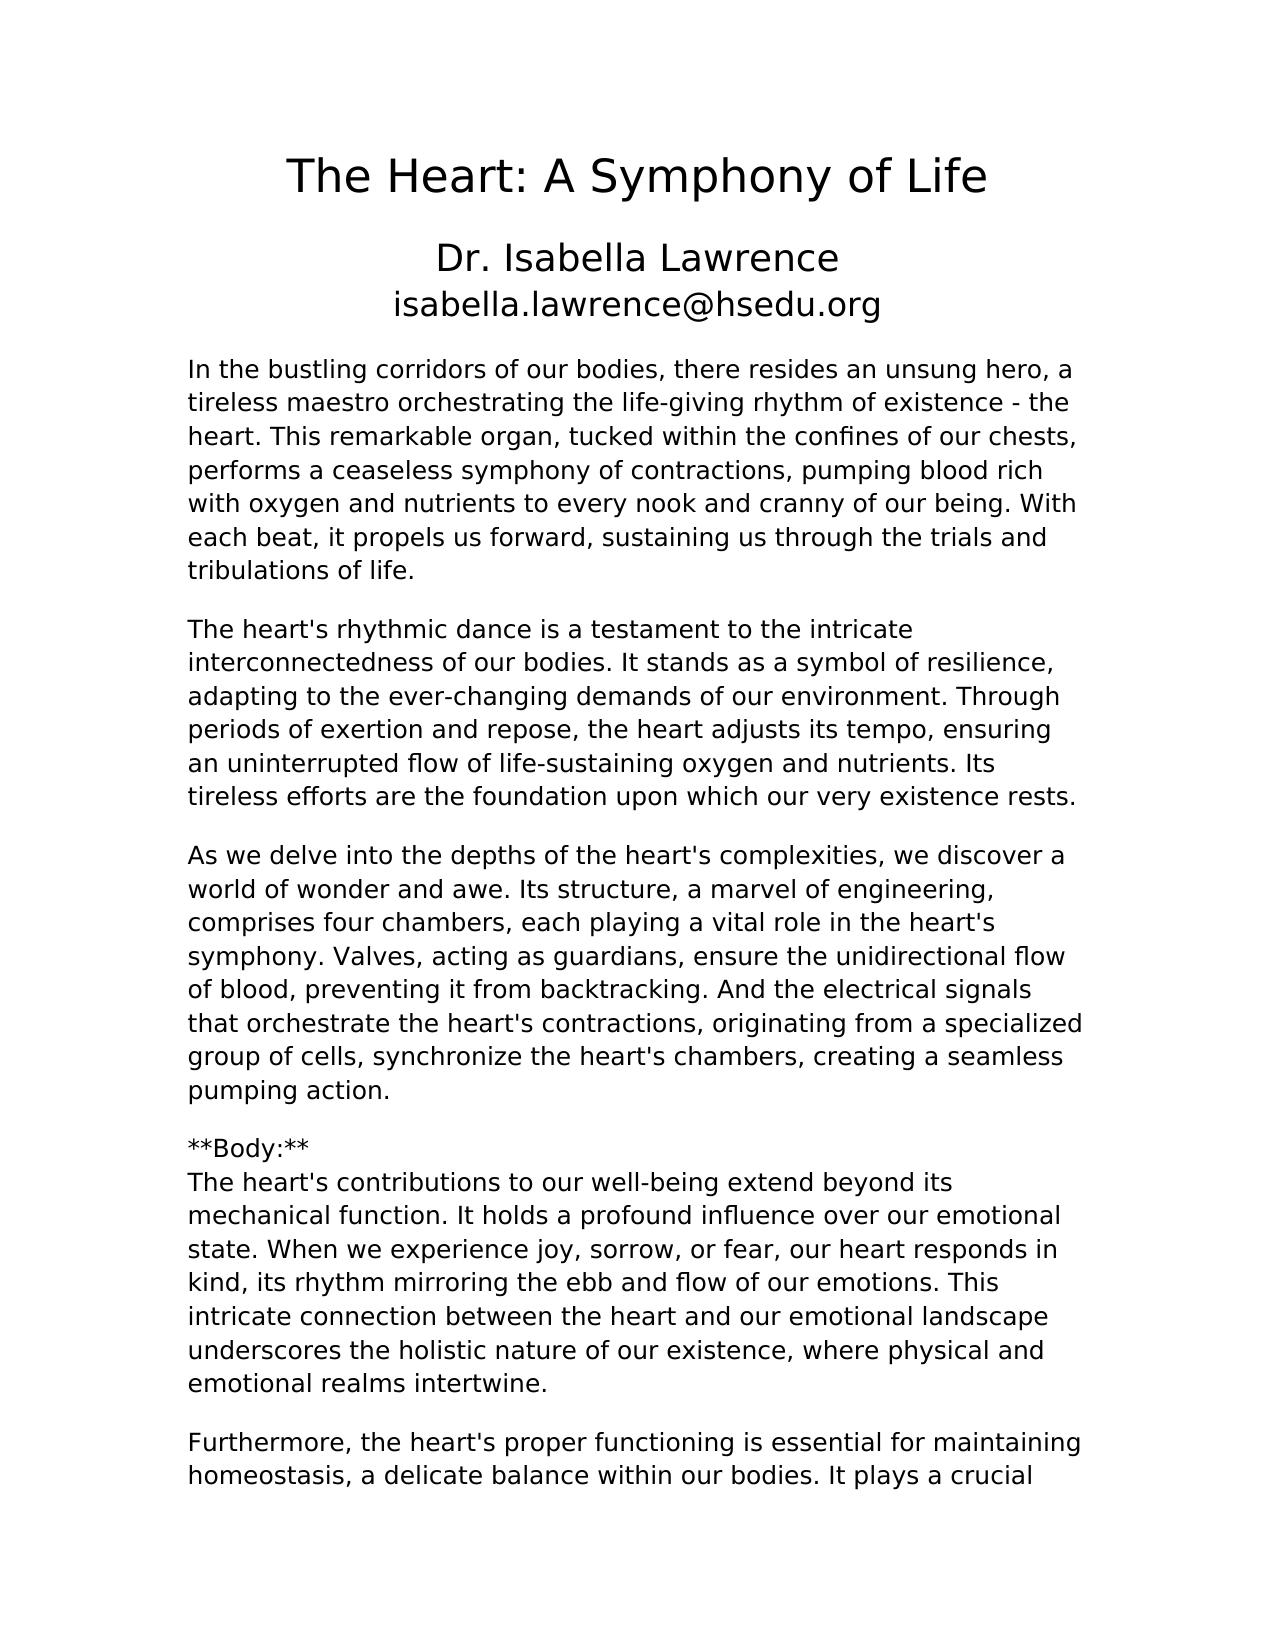 The Heart: A Symphony of Life
Dr. Isabella Lawrence
isabella.lawrence@hsedu.org
In the bustling corridors of our bodies, there resides an unsung hero, a
tireless maestro orchestrating the life-giving rhythm of existence - the
heart. This remarkable organ, tucked within the confines of our chests,
performs a ceaseless symphony of contractions, pumping blood rich
with oxygen and nutrients to every nook and cranny of our being. With
each beat, it propels us forward, sustaining us through the trials and
tribulations of life.
The heart's rhythmic dance is a testament to the intricate
interconnectedness of our bodies. It stands as a symbol of resilience,
adapting to the ever-changing demands of our environment. Through
periods of exertion and repose, the heart adjusts its tempo, ensuring
an uninterrupted flow of life-sustaining oxygen and nutrients. Its
tireless efforts are the foundation upon which our very existence rests.
As we delve into the depths of the heart's complexities, we discover a
world of wonder and awe. Its structure, a marvel of engineering,
comprises four chambers, each playing a vital role in the heart's
symphony. Valves, acting as guardians, ensure the unidirectional flow
of blood, preventing it from backtracking. And the electrical signals
that orchestrate the heart's contractions, originating from a specialized
group of cells, synchronize the heart's chambers, creating a seamless
pumping action.
**Body:**
The heart's contributions to our well-being extend beyond its
mechanical function. It holds a profound influence over our emotional
state. When we experience joy, sorrow, or fear, our heart responds in
kind, its rhythm mirroring the ebb and flow of our emotions. This
intricate connection between the heart and our emotional landscape
underscores the holistic nature of our existence, where physical and
emotional realms intertwine.
Furthermore, the heart's proper functioning is essential for maintaining
homeostasis, a delicate balance within our bodies. It plays a crucial